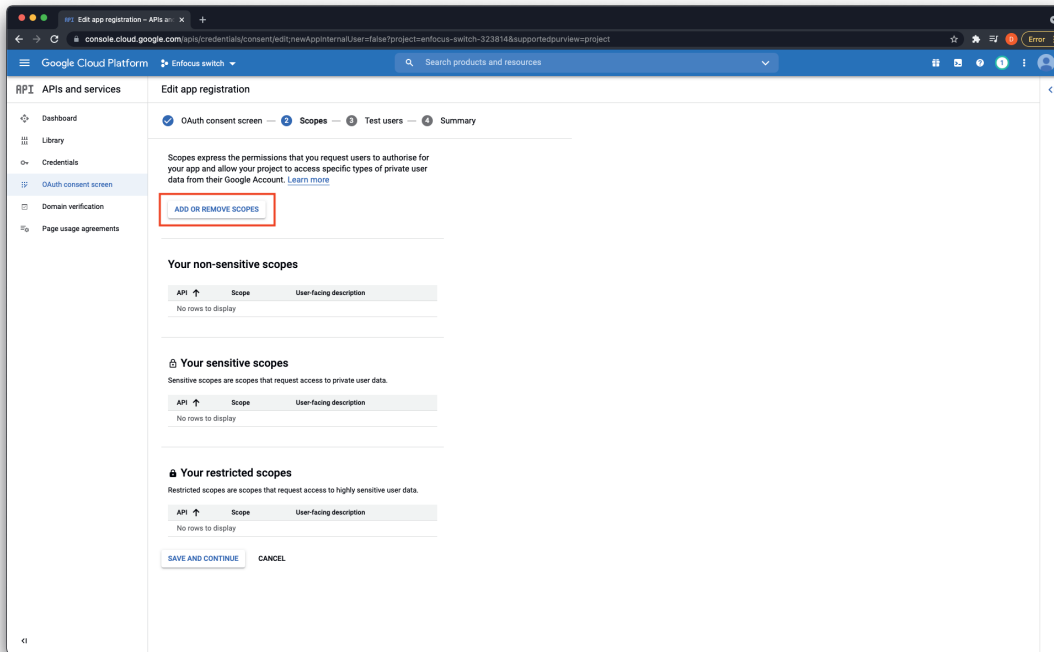 API Edit app registration – APIs and
console.cloud.google.com/apis/credentials/consent/edit;newAppInternalUser=false?project=enfocus-switch-323814&supportedpurview=project
D Error
Google Cloud Platform Enfocus switch Search products and resources 1
API APIs and services
Edit app registration
Dashboard
Library
Credentials
OAuth consent screen
Domain verification
Page usage agreements
OAuth consent screen — 2 Scopes — 3 Test users — 4 Summary
Scopes express the permissions that you request users to authorise for
your app and allow your project to access specific types of private user
data from their Google Account. Learn more
ADD OR REMOVE SCOPES
Your non-sensitive scopes
API Scope User-facing description
No rows to display
Your sensitive scopes
Sensitive scopes are scopes that request access to private user data.
API Scope User-facing description
No rows to display
Your restricted scopes
Restricted scopes are scopes that request access to highly sensitive user data.
API Scope User-facing description
No rows to display
SAVE AND CONTINUE CANCEL